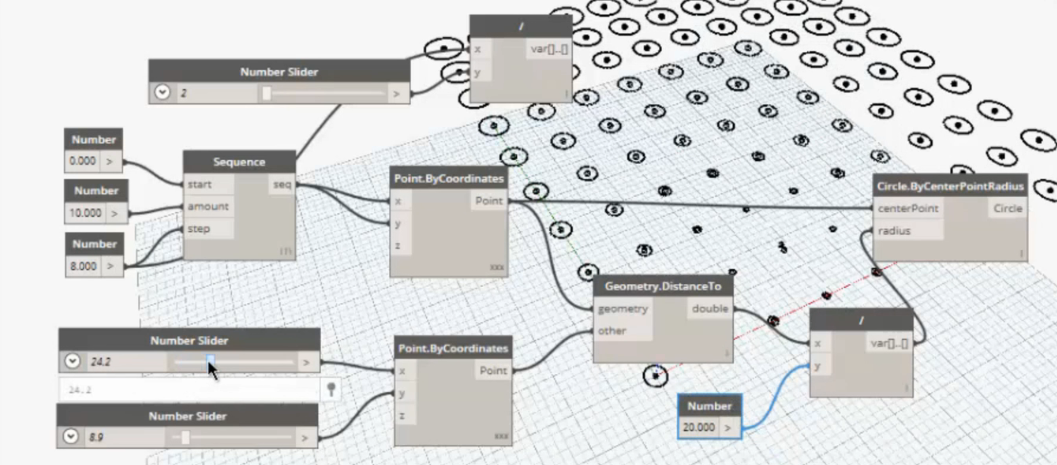 /
x var[]..[]
y
Number Slider
2 >
Number
0.000 >
Number
10.000 >
Number
8.000 >
Sequence
start seq
amount
step
Point.ByCoordinates
x Point
y
z
xxx
Circle.ByCenterPointRadius
centerPoint Circle
radius
Geometry.DistanceTo
geometry double
other
/
x var[]..[]
y
Number Slider
24.2 >
24.2
Number Slider
8.9 >
Point.ByCoordinates
x Point
y
z
xxx
Number
20.000 >